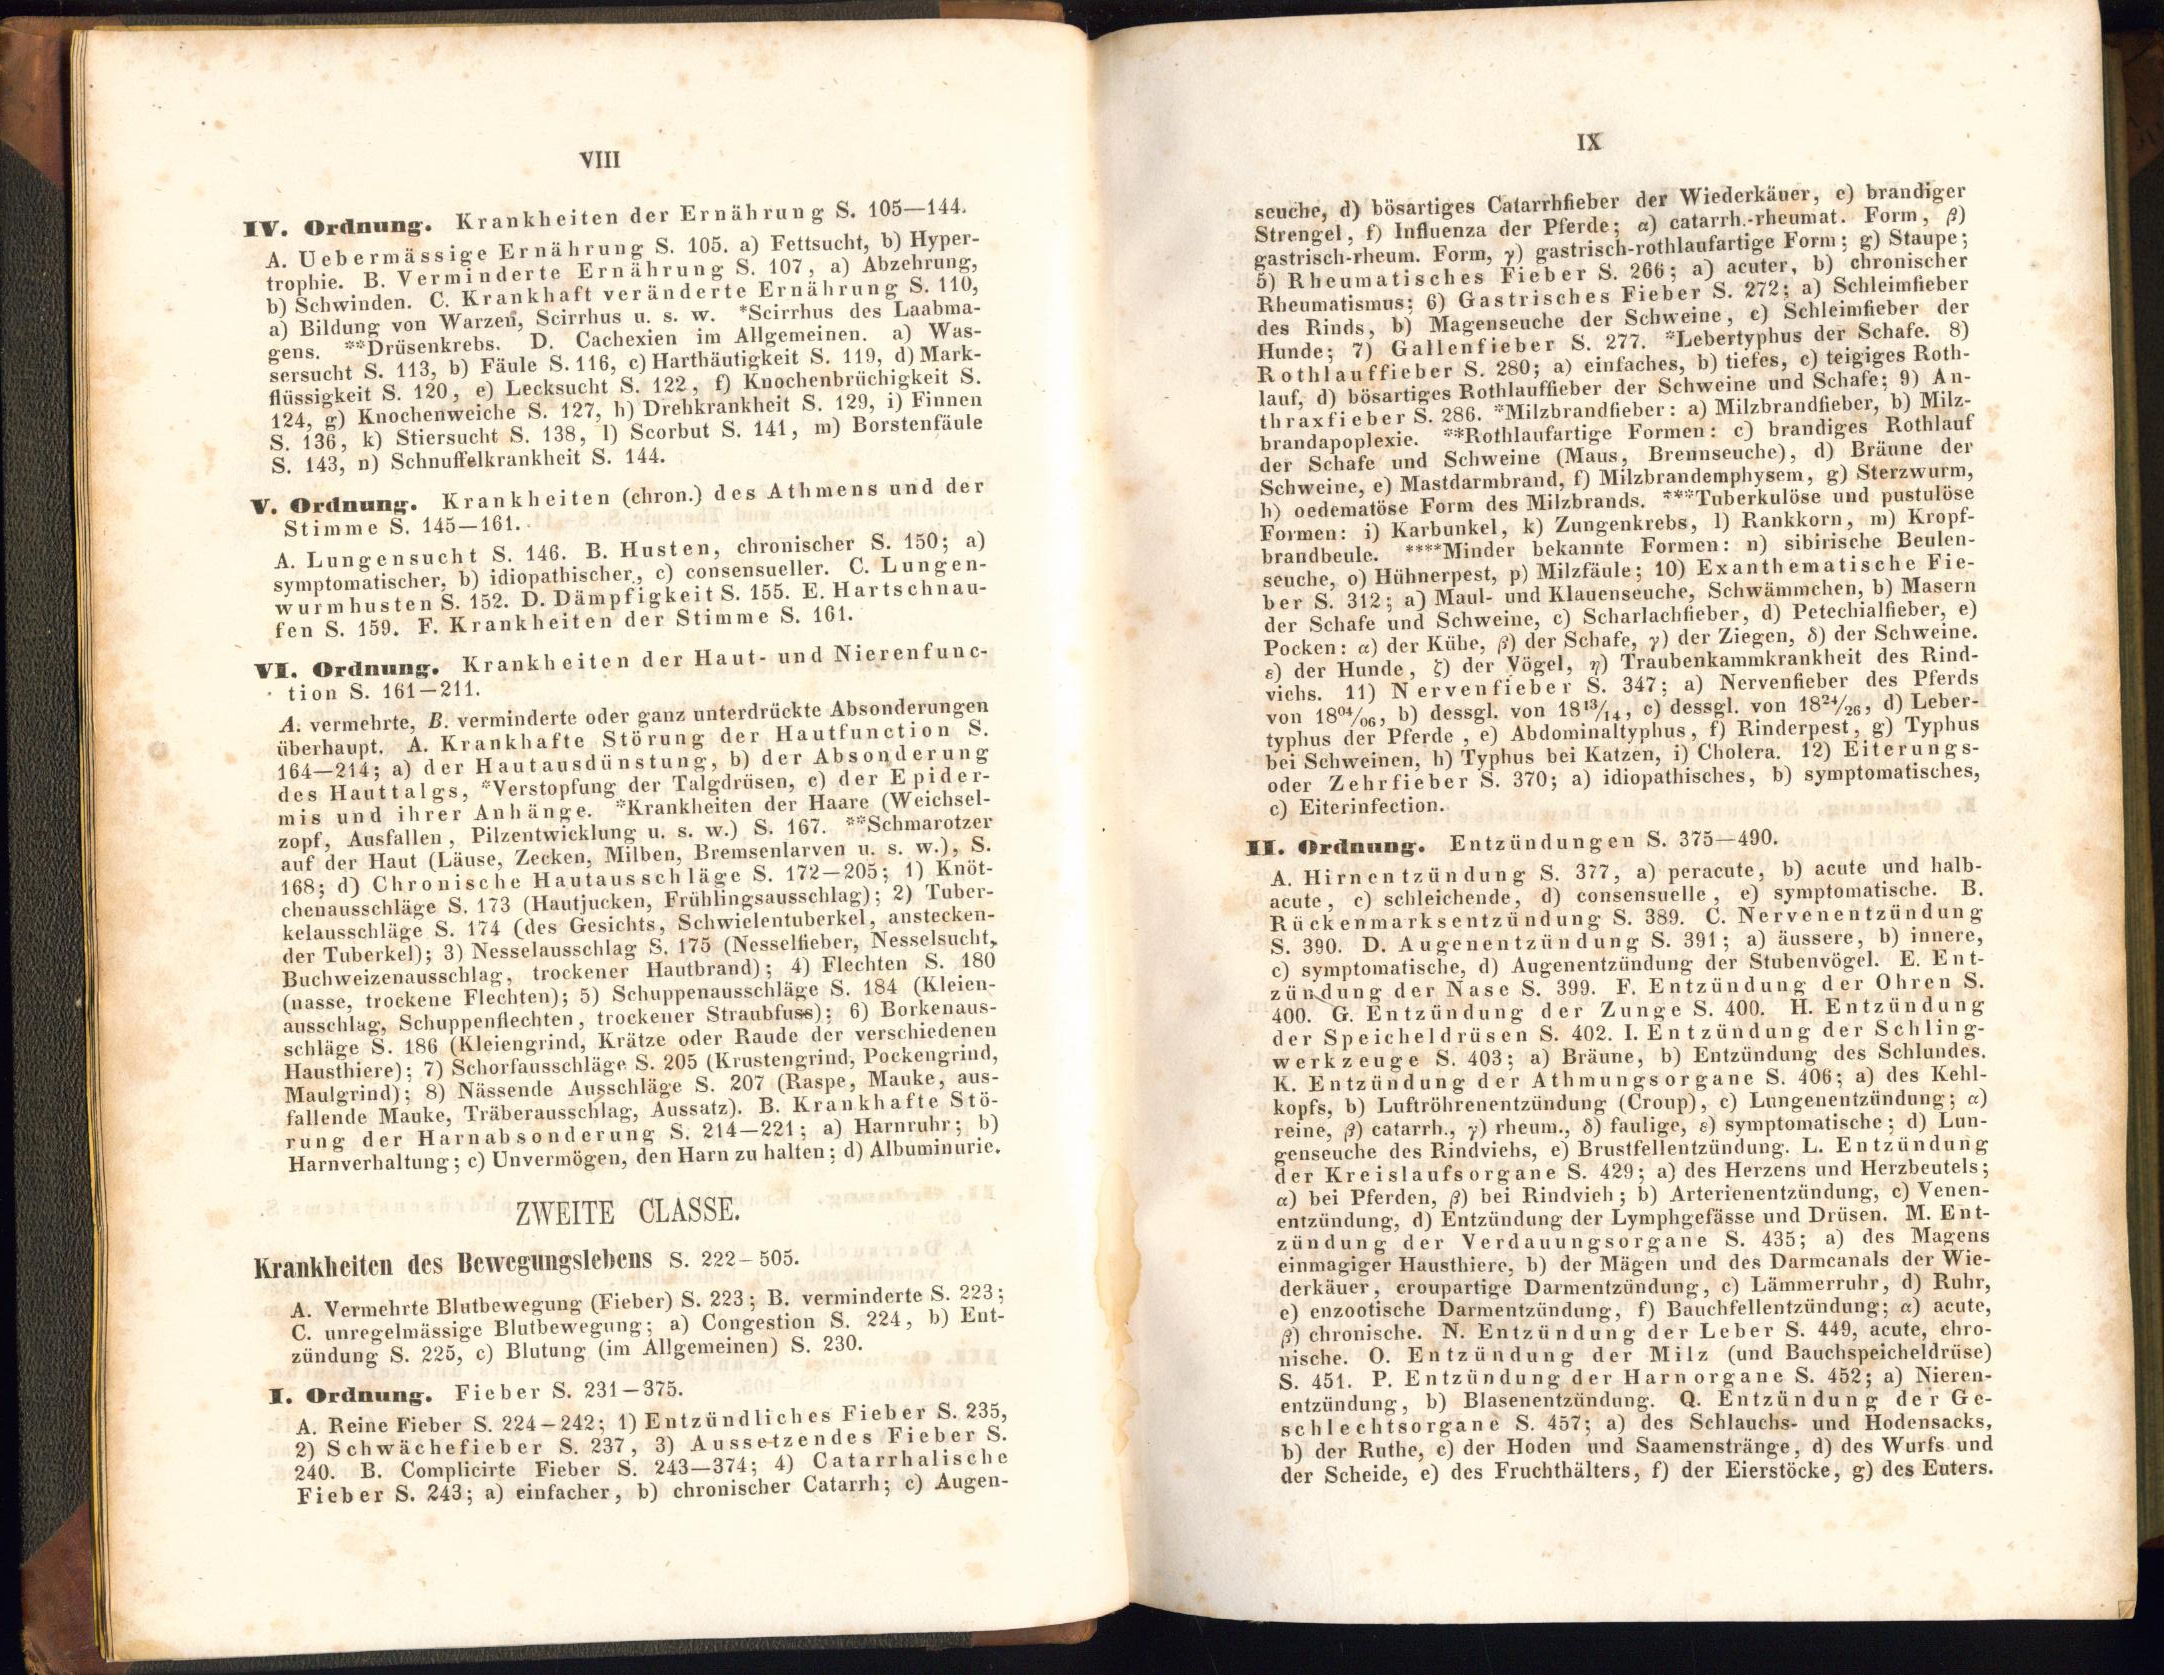 VIII
IV. Ordnung. Krankheiten der Ernährung S. 105—144.
A. Uebermässige Ernährung S. 105. a) Fettsucht, b) Hyper-
trophie. B. Verminderte Ernährung S. 107, a) Abzehrung,
b) Schwinden. C. Krankhaft veränderte Ernährung S. 110,
a) Bildung von Warzen, Scirrhus u. s. w. *Scirrhus des Laabma-
gens. **Drüsenkrebs. D. Cachexien im Allgemeinen. a) Was-
sersucht S. 113, b) Fäule S. 116, c) Harthäutigkeit S. 119, d) Mark-
flüssigkeit S. 120, e) Lecksucht S. 122, f) Knochenbrüchigkeit S.
124, g) Knochenweiche S. 127, h) Drehkrankheit S. 129, i) Finnen
S. 136, k) Stiersucht S. 138, l) Scorbut S. 141, m) Borstenfäule
S. 143, n) Schnuffelkrankheit S. 144.
V. Ordnung. Krankheiten (chron.) des Athmens und der
Stimme S. 145—161.
A. Lungensucht S. 146. B. Husten, chronischer S. 150; a)
symptomatischer, b) idiopathischer, c) consensueller. C. Lungen-
wurmhusten S. 152. D. Dämpfigkeit S. 155. E. Hartschnau-
fen S. 159. F. Krankheiten der Stimme S. 161.
VI. Ordnung. Krankheiten der Haut- und Nierenfunc-
tion S. 161—211.
A. vermehrte, B. verminderte oder ganz unterdrückte Absonderungen
überhaupt. A. Krankhafte Störung der Hautfunction S.
164—214; a) der Hautausdünstung, b) der Absonderung
des Hauttalgs, *Verstopfung der Talgdrüsen, c) der Epider-
mis und ihrer Anhänge. *Krankheiten der Haare (Weichsel-
zopf, Ausfallen, Pilzentwicklung u. s. w.) S. 167. **Schmarotzer
auf der Haut (Läuse, Zecken, Milben, Bremsenlarven u. s. w.), S.
168; d) Chronische Hautausschläge S. 172—205; 1) Knöt-
chenausschläge S. 173 (Hautjucken, Frühlingsausschlag); 2) Tuber-
kelausschläge S. 174 (des Gesichts, Schwielentuberkel, anstecken-
der Tuberkel); 3) Nesselausschlag S. 175 (Nesselfieber, Nesselsucht,
Buchweizenausschlag, trockener Hautbrand); 4) Flechten S. 180
(nasse, trockene Flechten); 5) Schuppenausschläge S. 184 (Kleien-
ausschlag, Schuppenflechten, trockener Straubfuss); 6) Borkenaus-
schläge S. 186 (Kleiengrind, Krätze oder Raude der verschiedenen
Hausthiere); 7) Schorfausschläge S. 205 (Krustengrind, Pockengrind,
Maulgrind); 8) Nässende Ausschläge S. 207 (Raspe, Mauke, aus-
fallende Mauke, Träberausschlag, Aussatz). B. Krankhafte Stö-
rung der Harnabsonderung S. 214—221; a) Harnruhr; b)
Harnverhaltung; c) Unvermögen, den Harn zu halten; d) Albuminurie.
ZWEITE CLASSE.
Krankheiten des Bewegungslebens S. 222—505.
A. Vermehrte Blutbewegung (Fieber) S. 223; B. verminderte S. 223;
C. unregelmässige Blutbewegung; a) Congestion S. 224, b) Ent-
zündung S. 225, c) Blutung (im Allgemeinen) S. 230.
I. Ordnung. Fieber S. 231—375.
A. Reine Fieber S. 224—242; 1) Entzündliches Fieber S. 235,
2) Schwächefieber S. 237, 3) Aussetzendes Fieber S.
240. B. Complicirte Fieber S. 243—374; 4) Catarrhalische
Fieber S. 243; a) einfacher, b) chronischer Catarrh; c) Augen-
IX
seuche, d) bösartiges Catarrhfieber der Wiederkäuer, e) brandiger
Strengel, f) Influenza der Pferde; α) catarrh.-rheumat. Form, β)
gastrisch-rheum. Form, γ) gastrisch-rothlaufartige Form; g) Staupe;
5) Rheumatisches Fieber S. 266; a) acuter, b) chronischer
Rheumatismus; 6) Gastrisches Fieber S. 272; a) Schleimfieber
des Rinds, b) Magenseuche der Schweine, c) Schleimfieber der
Hunde; 7) Gallenfieber S. 277. *Lebertyphus der Schafe. 8)
Rothlauffieber S. 280; a) einfaches, b) tiefes, c) teigiges Roth-
lauf, d) bösartiges Rothlauffieber der Schweine und Schafe; 9) An-
thraxfieber S. 286. *Milzbrandfieber: a) Milzbrandfieber, b) Milz-
brandapoplexie. **Rothlaufartige Formen: c) brandiges Rothlauf
der Schafe und Schweine (Maus, Brennseuche), d) Bräune der
Schweine, e) Mastdarmbrand, f) Milzbrandemphysem, g) Sterzwurm,
h) oedematöse Form des Milzbrands. ***Tuberkulöse und pustulöse
Formen: i) Karbunkel, k) Zungenkrebs, l) Rankkorn, m) Kropf-
brandbeule. ****Minder bekannte Formen: n) sibirische Beulen-
seuche, o) Hühnerpest, p) Milzfäule; 10) Exanthematische Fie-
ber S. 312; a) Maul- und Klauenseuche, Schwämmchen, b) Masern
der Schafe und Schweine, c) Scharlachfieber, d) Petechialfieber, e)
Pocken: α) der Kühe, β) der Schafe, γ) der Ziegen, δ) der Schweine.
ε) der Hunde, ζ) der Vögel, η) Traubenkammkrankheit des Rind-
viehs. 11) Nervenfieber S. 347; a) Nervenfieber des Pferds
von 18⁰⁴/₀₆, b) dessgl. von 18¹³/₁₄, c) dessgl. von 18²⁴/₂₆, d) Leber-
typhus der Pferde, e) Abdominaltyphus, f) Rinderpest, g) Typhus
bei Schweinen, h) Typhus bei Katzen, i) Cholera. 12) Eiterungs-
oder Zehrfieber S. 370; a) idiopathisches, b) symptomatisches,
c) Eiterinfection.
II. Ordnung. Entzündungen S. 375—490.
A. Hirnentzündung S. 377, a) peracute, b) acute und halb-
acute, c) schleichende, d) consensuelle, e) symptomatische. B.
Rückenmarksentzündung S. 389. C. Nervenentzündung
S. 390. D. Augenentzündung S. 391; a) äussere, b) innere,
c) symptomatische, d) Augenentzündung der Stubenvögel. E. Ent-
zündung der Nase S. 399. F. Entzündung der Ohren S.
400. G. Entzündung der Zunge S. 400. H. Entzündung
der Speicheldrüsen S. 402. I. Entzündung der Schling-
werkzeuge S. 403; a) Bräune, b) Entzündung des Schlundes.
K. Entzündung der Athmungsorgane S. 406; a) des Kehl-
kopfs, b) Luftröhrenentzündung (Croup), c) Lungenentzündung; α)
reine, β) catarrh., γ) rheum., δ) faulige, ε) symptomatische; d) Lun-
genseuche des Rindviehs, e) Brustfellentzündung. L. Entzündung
der Kreislaufsorgane S. 429; a) des Herzens und Herzbeutels;
α) bei Pferden, β) bei Rindvieh; b) Arterienentzündung, c) Venen-
entzündung, d) Entzündung der Lymphgefässe und Drüsen. M. Ent-
zündung der Verdauungsorgane S. 435; a) des Magens
einmagiger Hausthiere, b) der Mägen und des Darmcanals der Wie-
derkäuer, croupartige Darmentzündung, c) Lämmerruhr, d) Ruhr,
e) enzootische Darmentzündung, f) Bauchfellentzündung; α) acute,
β) chronische. N. Entzündung der Leber S. 449, acute, chro-
nische. O. Entzündung der Milz (und Bauchspeicheldrüse)
S. 451. P. Entzündung der Harnorgane S. 452; a) Nieren-
entzündung, b) Blasenentzündung. Q. Entzündung der Ge-
schlechtsorgane S. 457; a) des Schlauchs- und Hodensacks,
b) der Ruthe, c) der Hoden und Saamenstränge, d) des Wurfs und
der Scheide, e) des Fruchthälters, f) der Eierstöcke, g) des Euters.